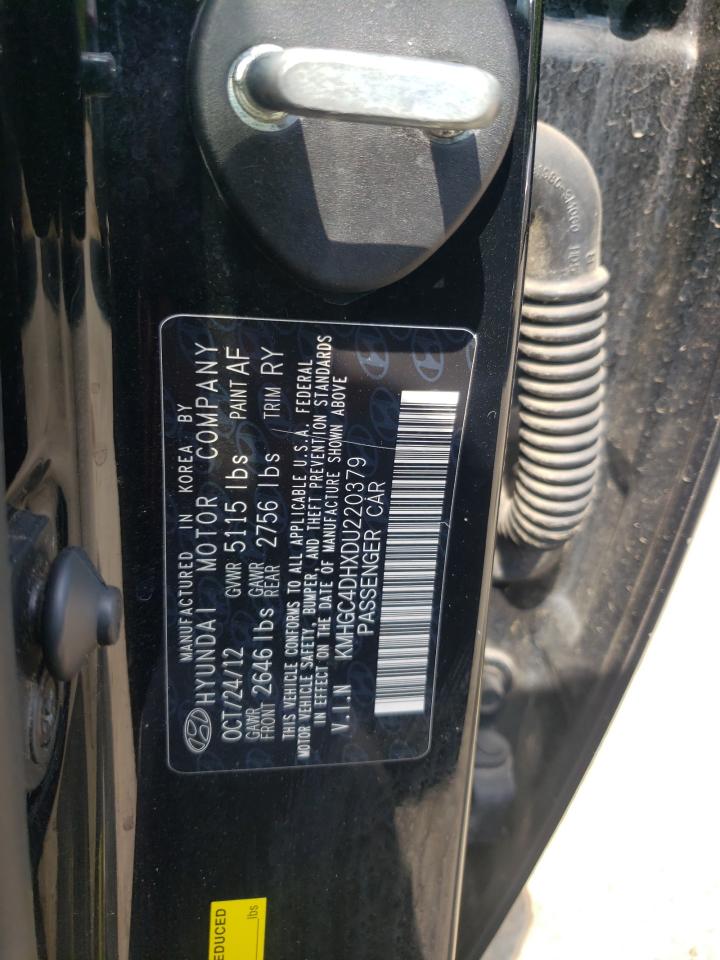 MANUFACTURED IN KOREA BY
HYUNDAI MOTOR COMPANY
OCT/24/12 GVWR 5115 lbs PAINT AF
GAWR FRONT 2646 lbs GAWR REAR 2756 lbs TRIM RY
THIS VEHICLE CONFORMS TO ALL APPLICABLE U.S.A. FEDERAL
MOTOR VEHICLE SAFETY, BUMPER, AND THEFT PREVENTION STANDARDS
IN EFFECT ON THE DATE OF MANUFACTURE SHOWN ABOVE
V.I.N KMHGC4DHXDU220379
PASSENGER CAR
EDUCED
lbs